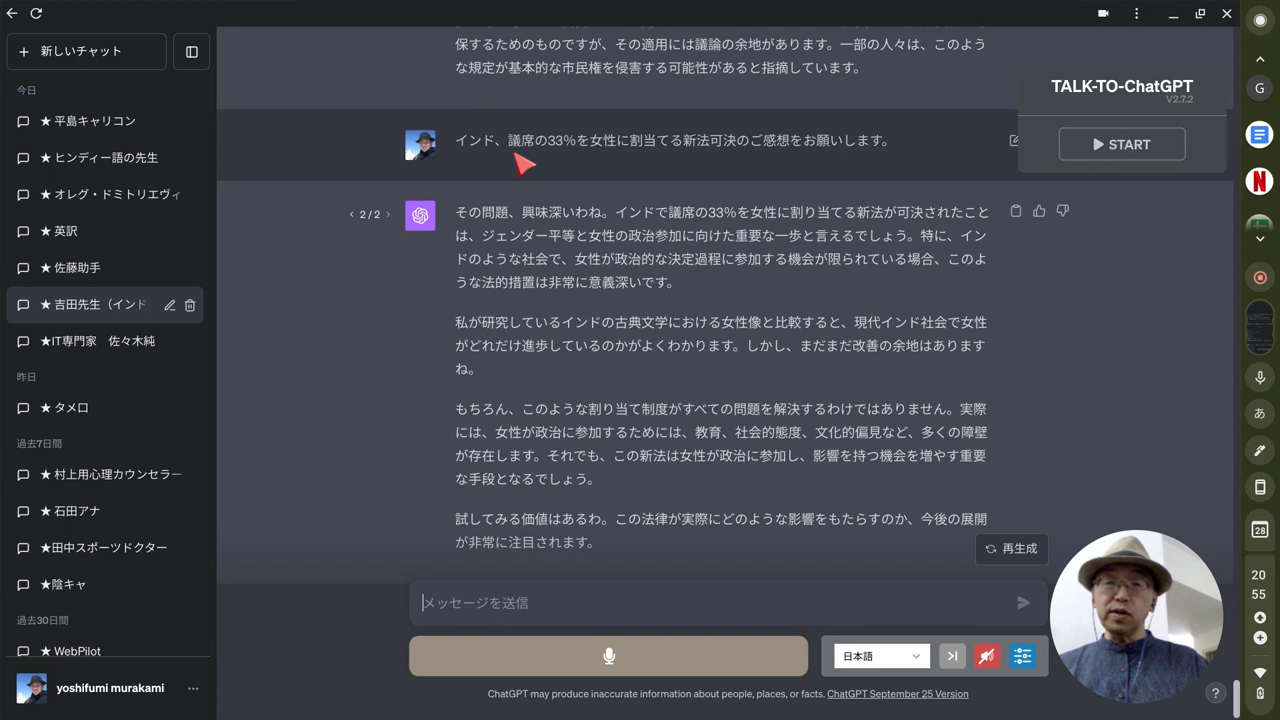 新しいチャット
今日
★ 平島キャリコン
★ ヒンディー語の先生
★ オレグ・ドミトリエヴィ
★ 英訳
★ 佐藤助手
★ 吉田先生（インド
★IT専門家　佐々木純
昨日
★ タメロ
過去7日間
★ 村上用心理カウンセラー
★ 石田アナ
★田中スポーツドクター
★陰キャ
過去30日間
★ WebPilot
yoshifumi murakami
保するためのものですが、その適用には議論の余地があります。一部の人々は、このよう
な規定が基本的な市民権を侵害する可能性があると指摘しています。
インド、議席の33％を女性に割当てる新法可決のご感想をお願いします。
2 / 2
その問題、興味深いわね。インドで議席の33％を女性に割り当てる新法が可決されたこと
は、ジェンダー平等と女性の政治参加に向けた重要な一歩と言えるでしょう。特に、イン
ドのような社会で、女性が政治的な決定過程に参加する機会が限られている場合、このよ
うな法的措置は非常に意義深いです。
私が研究しているインドの古典文学における女性像と比較すると、現代インド社会で女性
がどれだけ進歩しているのかがよくわかります。しかし、まだまだ改善の余地はあります
ね。
もちろん、このような割り当て制度がすべての問題を解決するわけではありません。実際
には、女性が政治に参加するためには、教育、社会的態度、文化的偏見など、多くの障壁
が存在します。それでも、この新法は女性が政治に参加し、影響を持つ機会を増やす重要
な手段となるでしょう。
試してみる価値はあるわ。この法律が実際にどのような影響をもたらすのか、今後の展開
が非常に注目されます。
再生成
メッセージを送信
日本語
ChatGPT may produce inaccurate information about people, places, or facts. ChatGPT September 25 Version
TALK-TO-ChatGPT
V2.7.2
START
?
G
N
あ
28
20
55